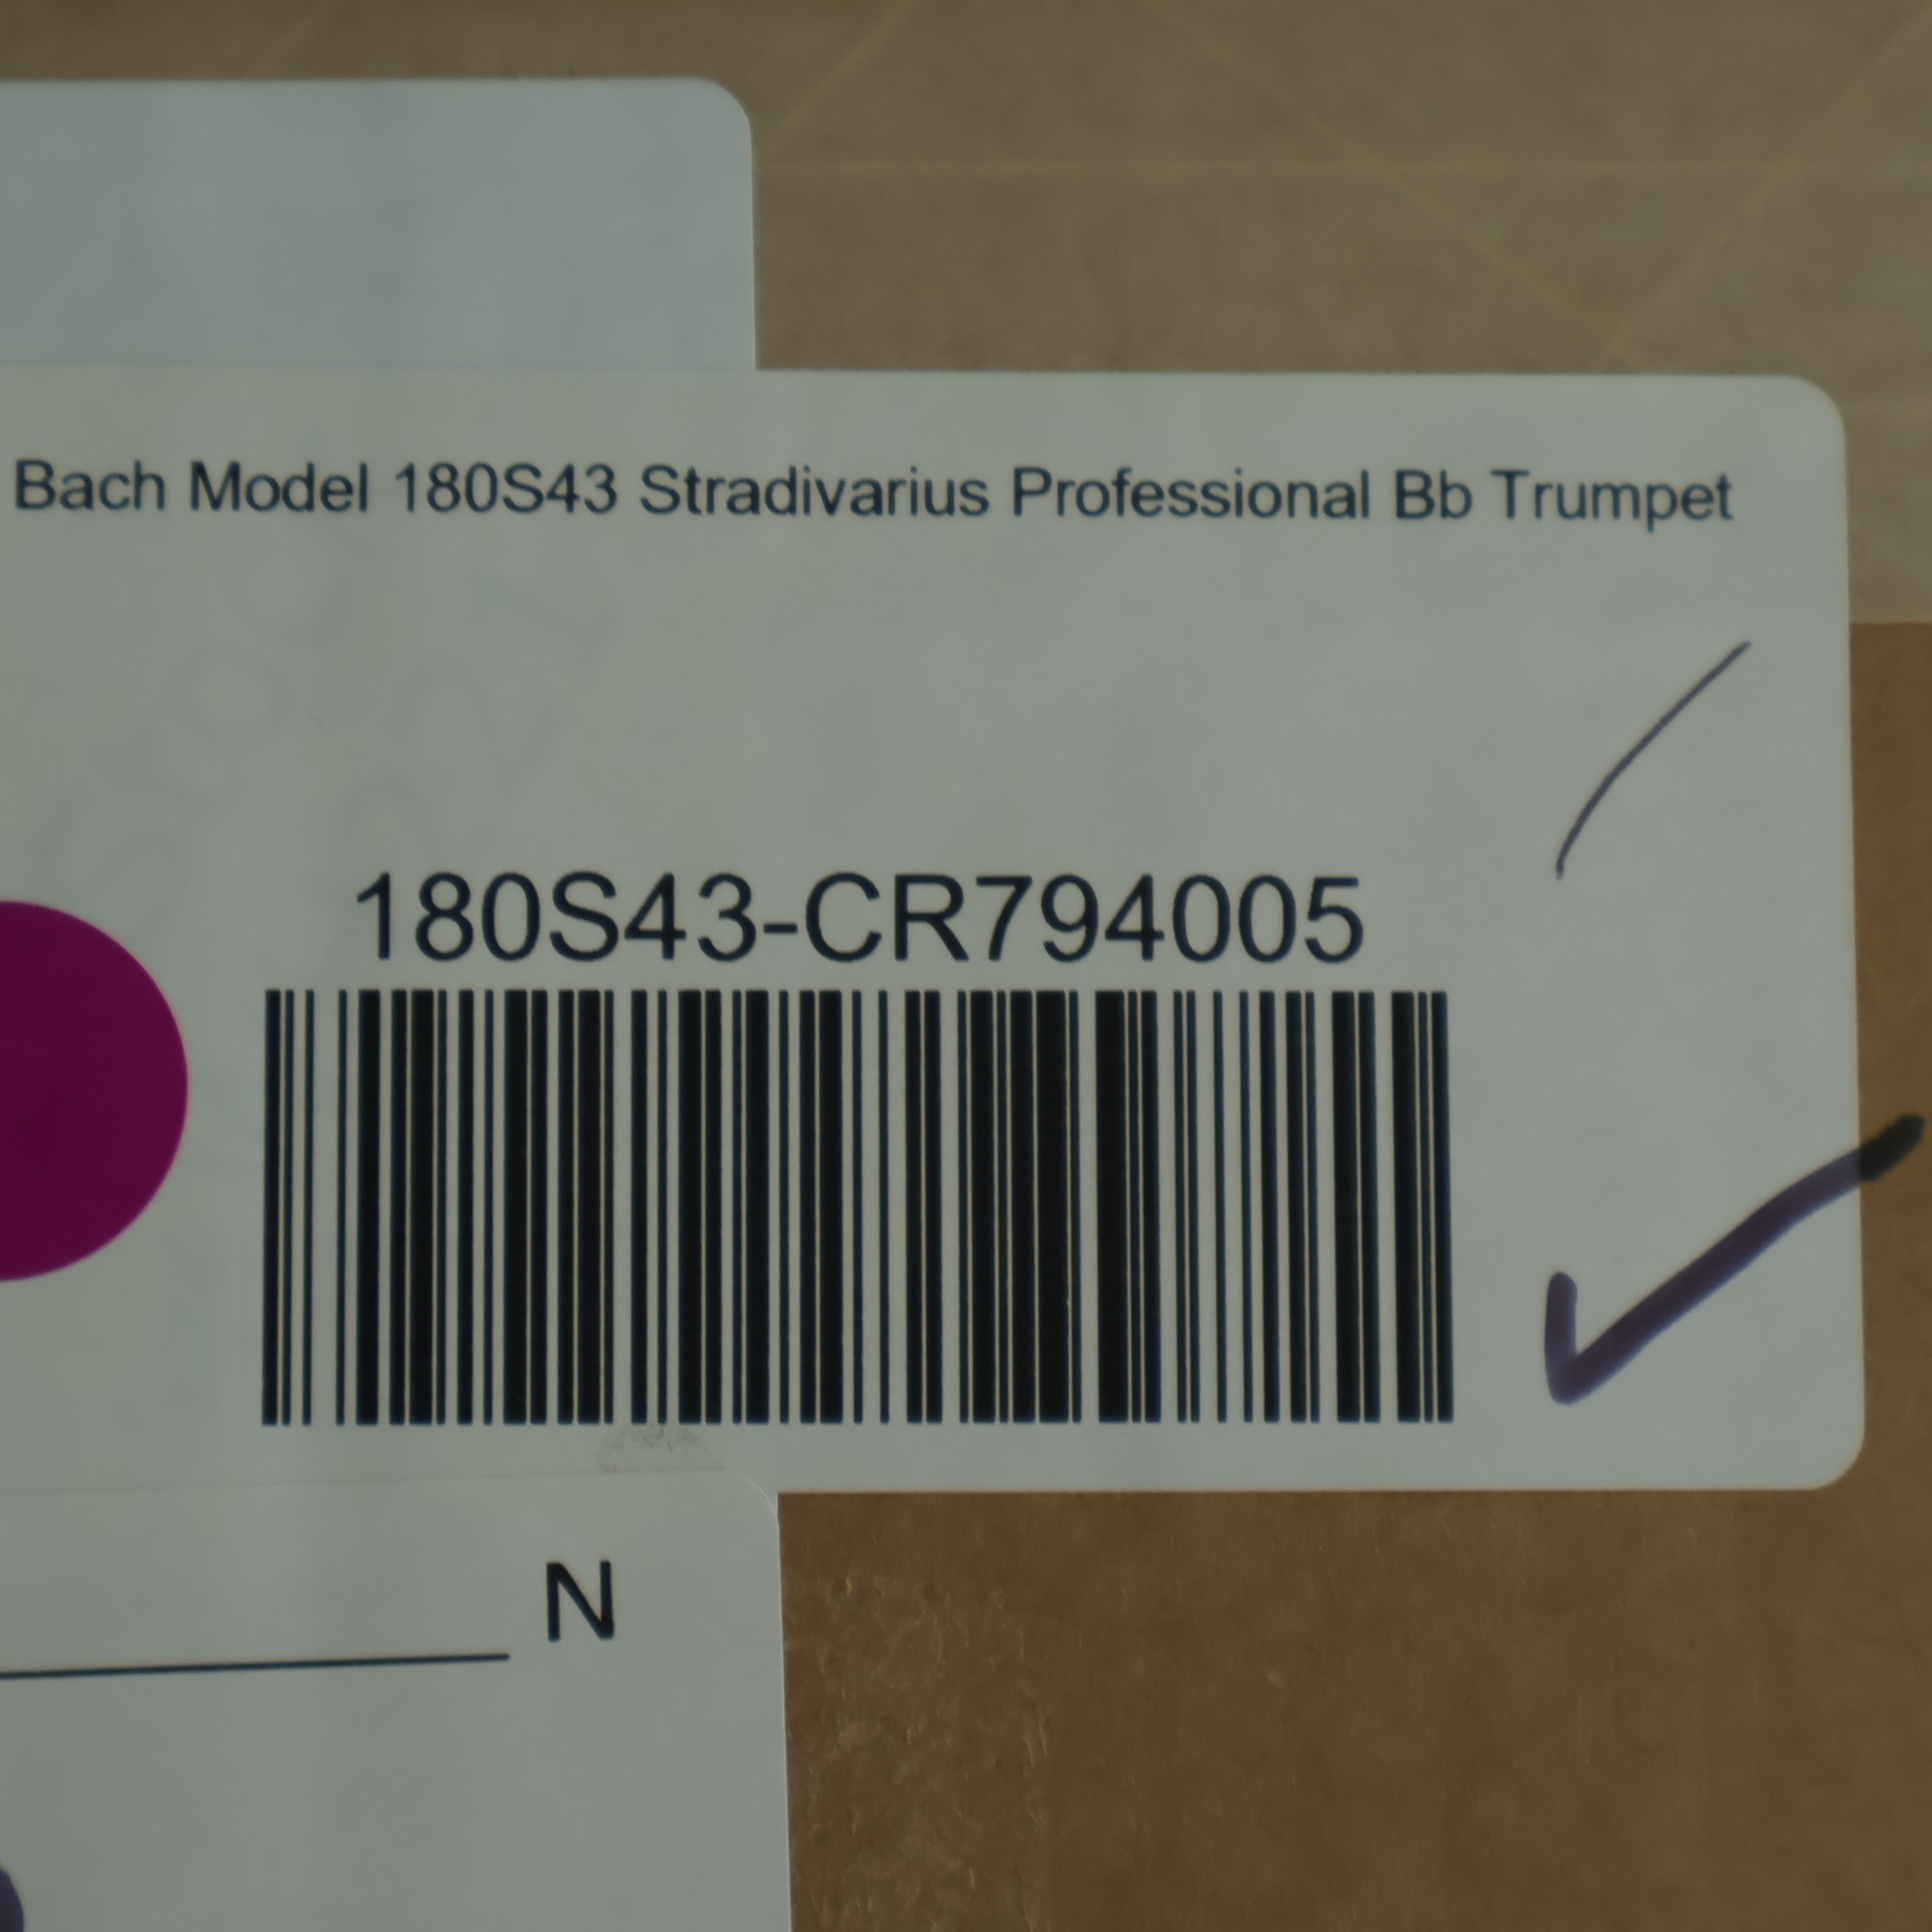 Bach Model 180S43 Stradivarius Professional Bb Trumpet
180S43-CR794005
N